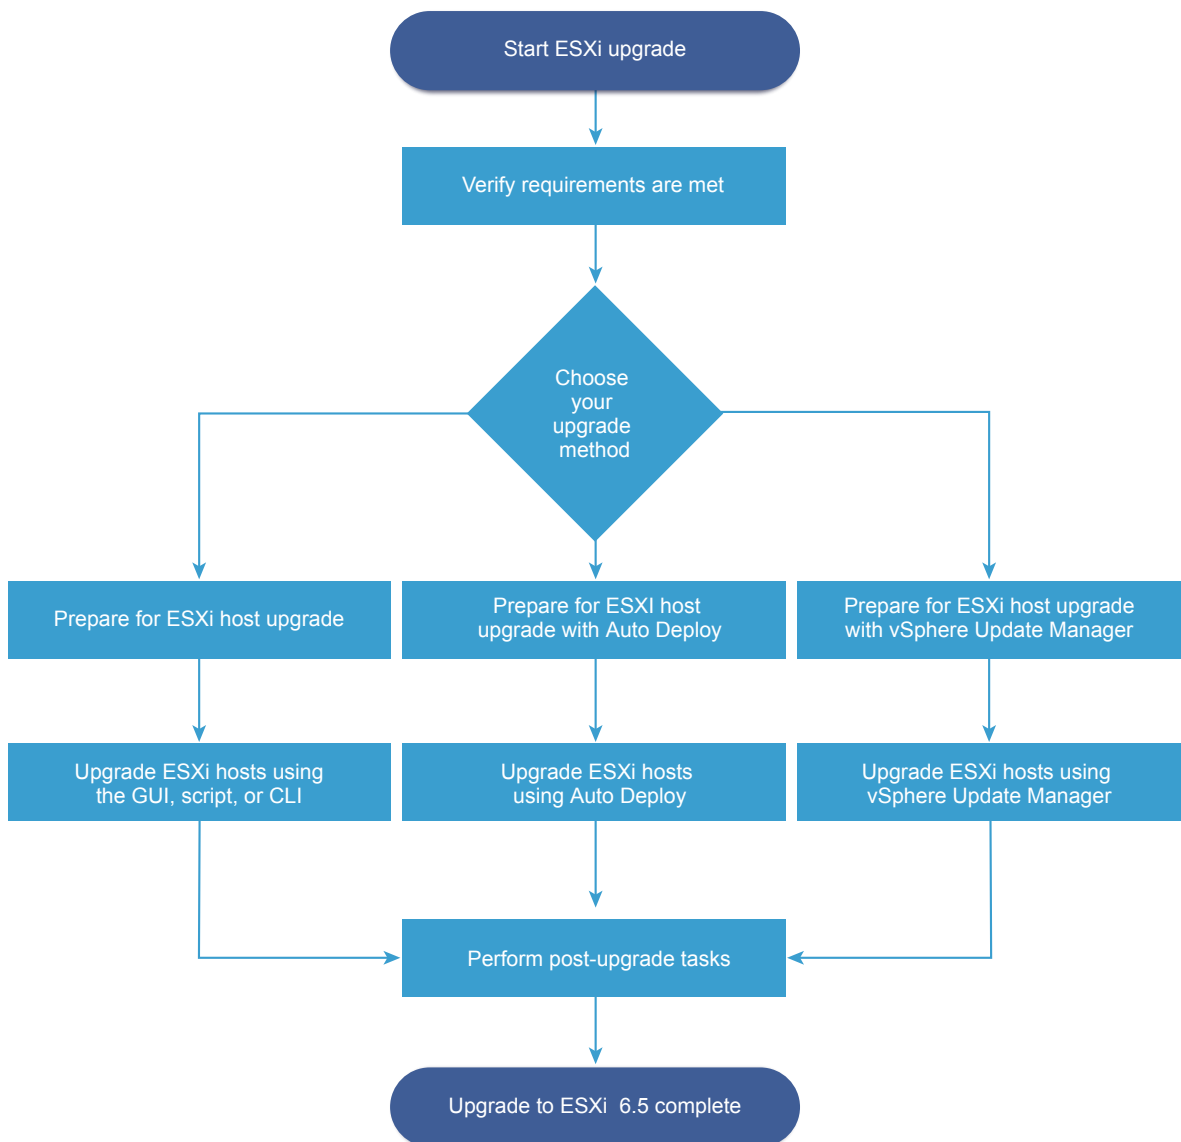 Start ESXi upgrade
Verify requirements are met
Choose
your
upgrade
method
Prepare for ESXi host upgrade
Prepare for ESXI host
upgrade with Auto Deploy
Prepare for ESXi host upgrade
with vSphere Update Manager
Upgrade ESXi hosts using
the GUI, script, or CLI
Upgrade ESXi hosts
using Auto Deploy
Upgrade ESXi hosts using
vSphere Update Manager
Perform post-upgrade tasks
Upgrade to ESXi 6.5 complete